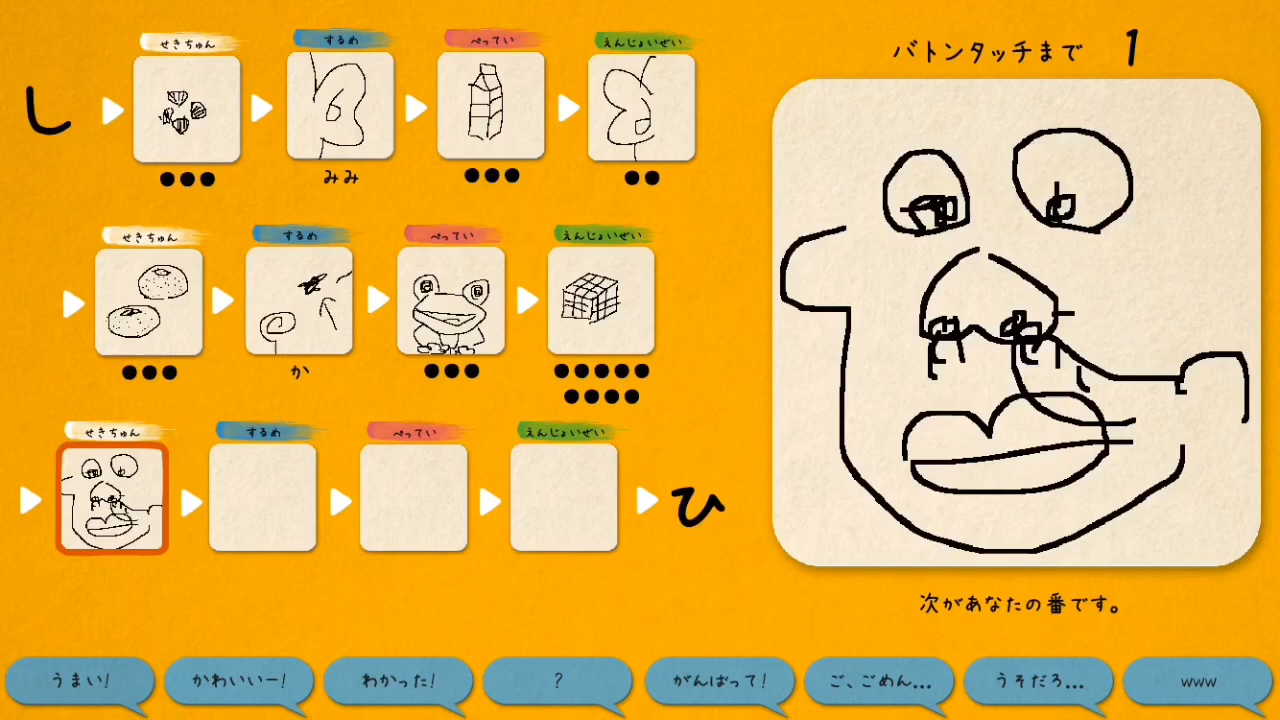 せきちゅん
するめ
ぺってい
えんじょいぜい
バトンタッチまで 1
し
●●●
みみ
●●●
●●
せきちゅん
するめ
ぺってい
えんじょいぜい
●●●
か
●●●
●●●●●
●●●●
せきちゅん
するめ
ぺってい
えんじょいぜい
ひ
次があなたの番です。
うまい!
かわいいー!
わかった!
?
がんばって!
ご、ごめん...
うそだろ...
www